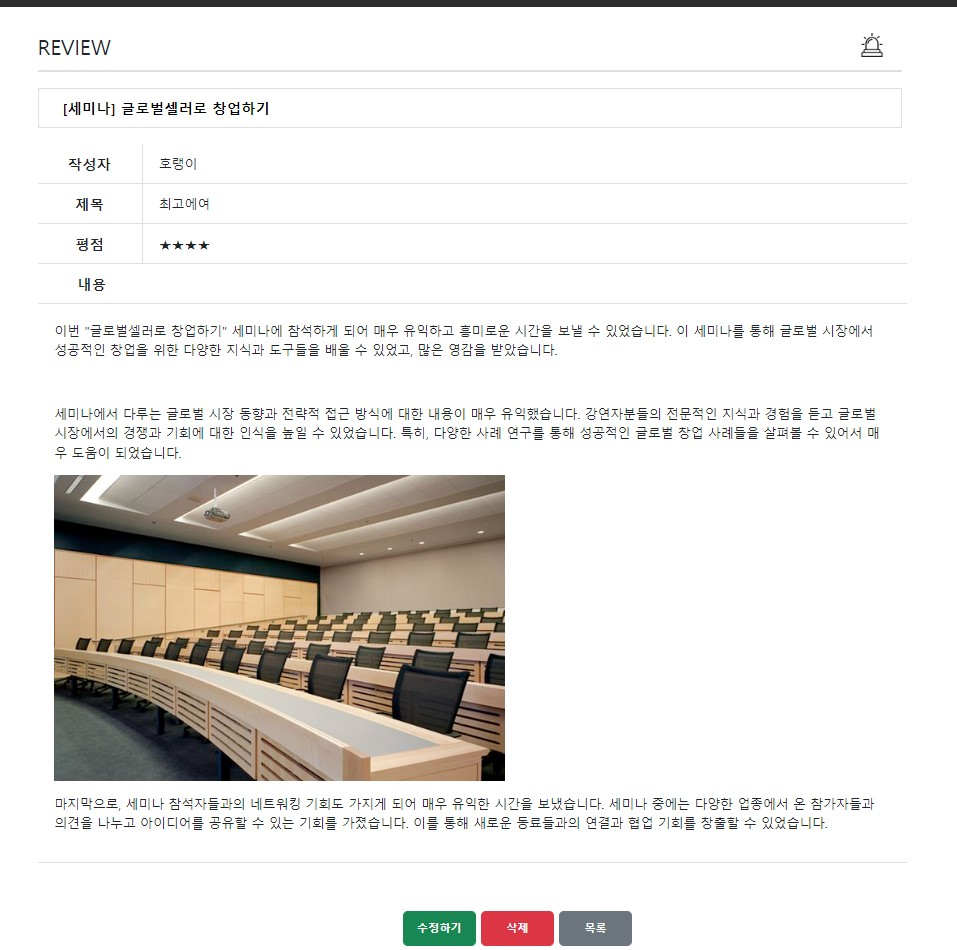 REVIEW
[세미나] 글로벌셀러로 창업하기
작성자 호랭이
제목 최고에여
평점 ★★★★
내용
이번 "글로벌셀러로 창업하기" 세미나에 참석하게 되어 매우 유익하고 흥미로운 시간을 보낼 수 있었습니다. 이 세미나를 통해 글로벌 시장에서
성공적인 창업을 위한 다양한 지식과 도구들을 배울 수 있었고, 많은 영감을 받았습니다.
세미나에서 다루는 글로벌 시장 동향과 전략적 접근 방식에 대한 내용이 매우 유익했습니다. 강연자분들의 전문적인 지식과 경험을 듣고 글로벌
시장에서의 경쟁과 기회에 대한 인식을 높일 수 있었습니다. 특히, 다양한 사례 연구를 통해 성공적인 글로벌 창업 사례들을 살펴볼 수 있어서 매
우 도움이 되었습니다.
마지막으로, 세미나 참석자들과의 네트워킹 기회도 가지게 되어 매우 유익한 시간을 보냈습니다. 세미나 중에는 다양한 업종에서 온 참가자들과
의견을 나누고 아이디어를 공유할 수 있는 기회를 가졌습니다. 이를 통해 새로운 동료들과의 연결과 협업 기회를 창출할 수 있었습니다.
수정하기 삭제 목록